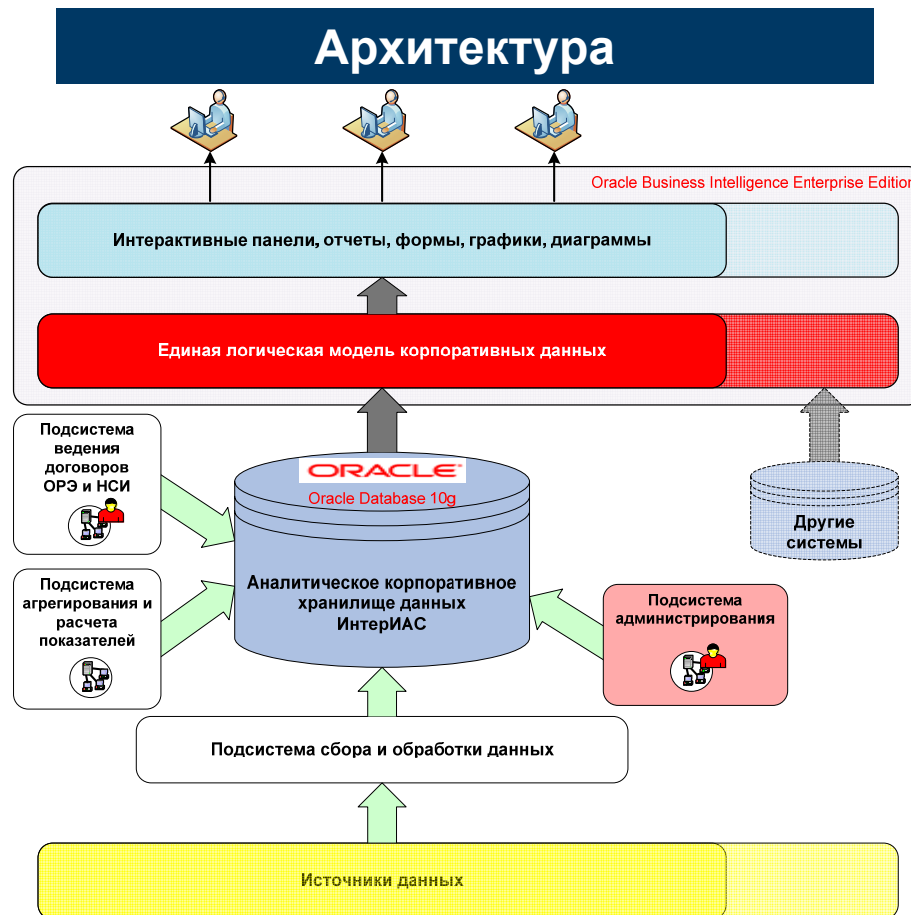 Архитектура
Oracle Business Intelligence Enterprise Edition
Интерактивные панели, отчеты, формы, графики, диаграммы
Единая логическая модель корпоративных данных
Подсистема
ведения
договоров
ОРЭ и НСИ
ORACLE
Oracle Database 10g
Другие
системы
Аналитическое корпоративное
хранилище данных
ИнтерИАС
Подсистема
агрегирования и
расчета
показателей
Подсистема
администрирования
Подсистема сбора и обработки данных
Источники данных